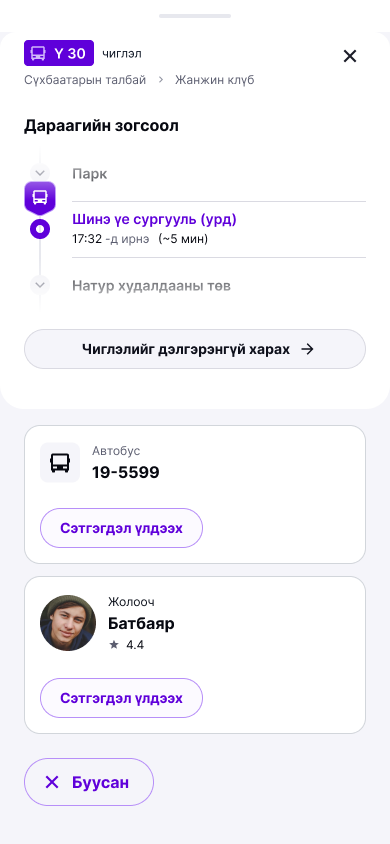 Ү 30 чиглэл
Сүхбаатарын талбай > Жанжин клуб
Дараагийн зогсоол
Парк
Шинэ үе сургууль (урд)
17:32 -д ирнэ (~5 мин)
Натур худалдааны төв
Чиглэлийг дэлгэрэнгүй харах →
Автобус
19-5599
Сэтгэгдэл үлдээх
Жолооч
Батбаяр
★ 4.4
Сэтгэгдэл үлдээх
Буусан